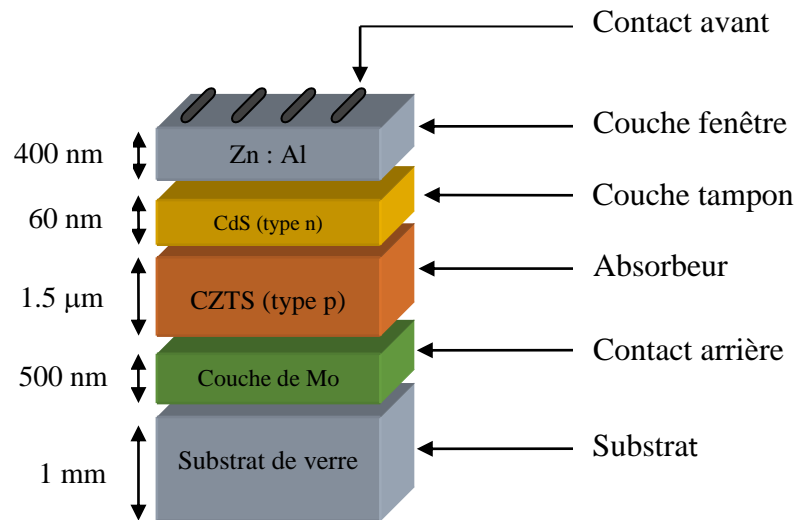 Contact avant
400 nm
Zn : Al
Couche fenêtre
60 nm
CdS (type n)
Couche tampon
1.5 μm
CZTS (type p)
Absorbeur
500 nm
Couche de Mo
Contact arrière
1 mm
Substrat de verre
Substrat